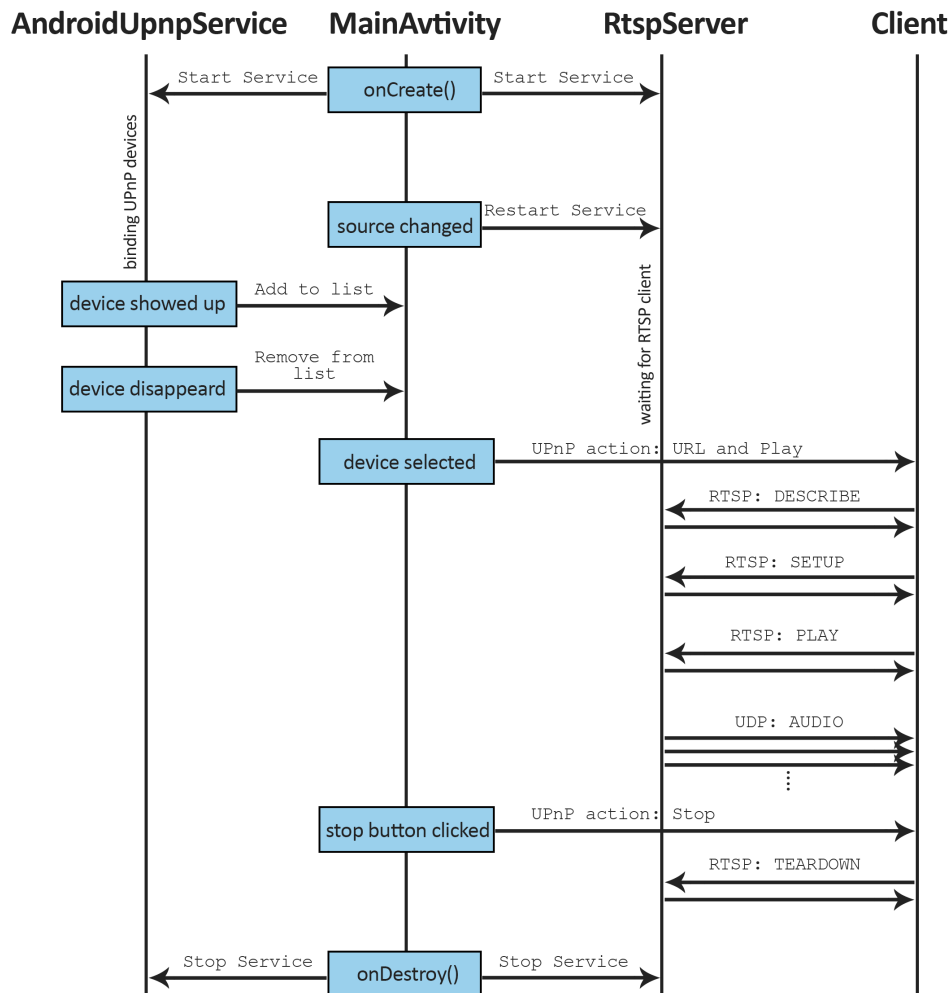 AndroidUpnpService
MainAvtivity
RtspServer
Client
Start Service
onCreate()
Start Service
binding UPnP devices
source changed
Restart Service
device showed up
Add to list
waiting for RTSP client
Remove from
list
device disappeard
device selected
UPnP action: URL and Play
RTSP: DESCRIBE
RTSP: SETUP
RTSP: PLAY
UDP: AUDIO
stop button clicked
UPnP action: Stop
RTSP: TEARDOWN
Stop Service
onDestroy()
Stop Service